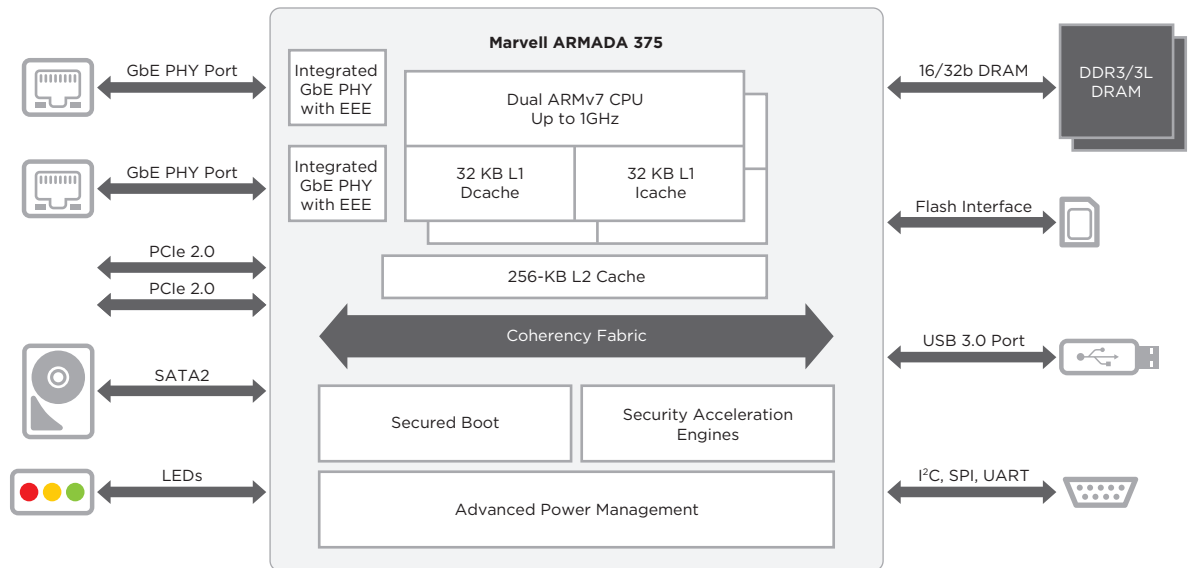 Marvell ARMADA 375
GbE PHY Port
GbE PHY Port
PCIe 2.0
PCIe 2.0
SATA2
LEDs
Integrated
GbE PHY
with EEE
Integrated
GbE PHY
with EEE
Dual ARMv7 CPU
Up to 1GHz
32 KB L1
Dcache
32 KB L1
Icache
256-KB L2 Cache
Coherency Fabric
Secured Boot
Security Acceleration
Engines
Advanced Power Management
16/32b DRAM
DDR3/3L
DRAM
Flash Interface
USB 3.0 Port
I²C, SPI, UART